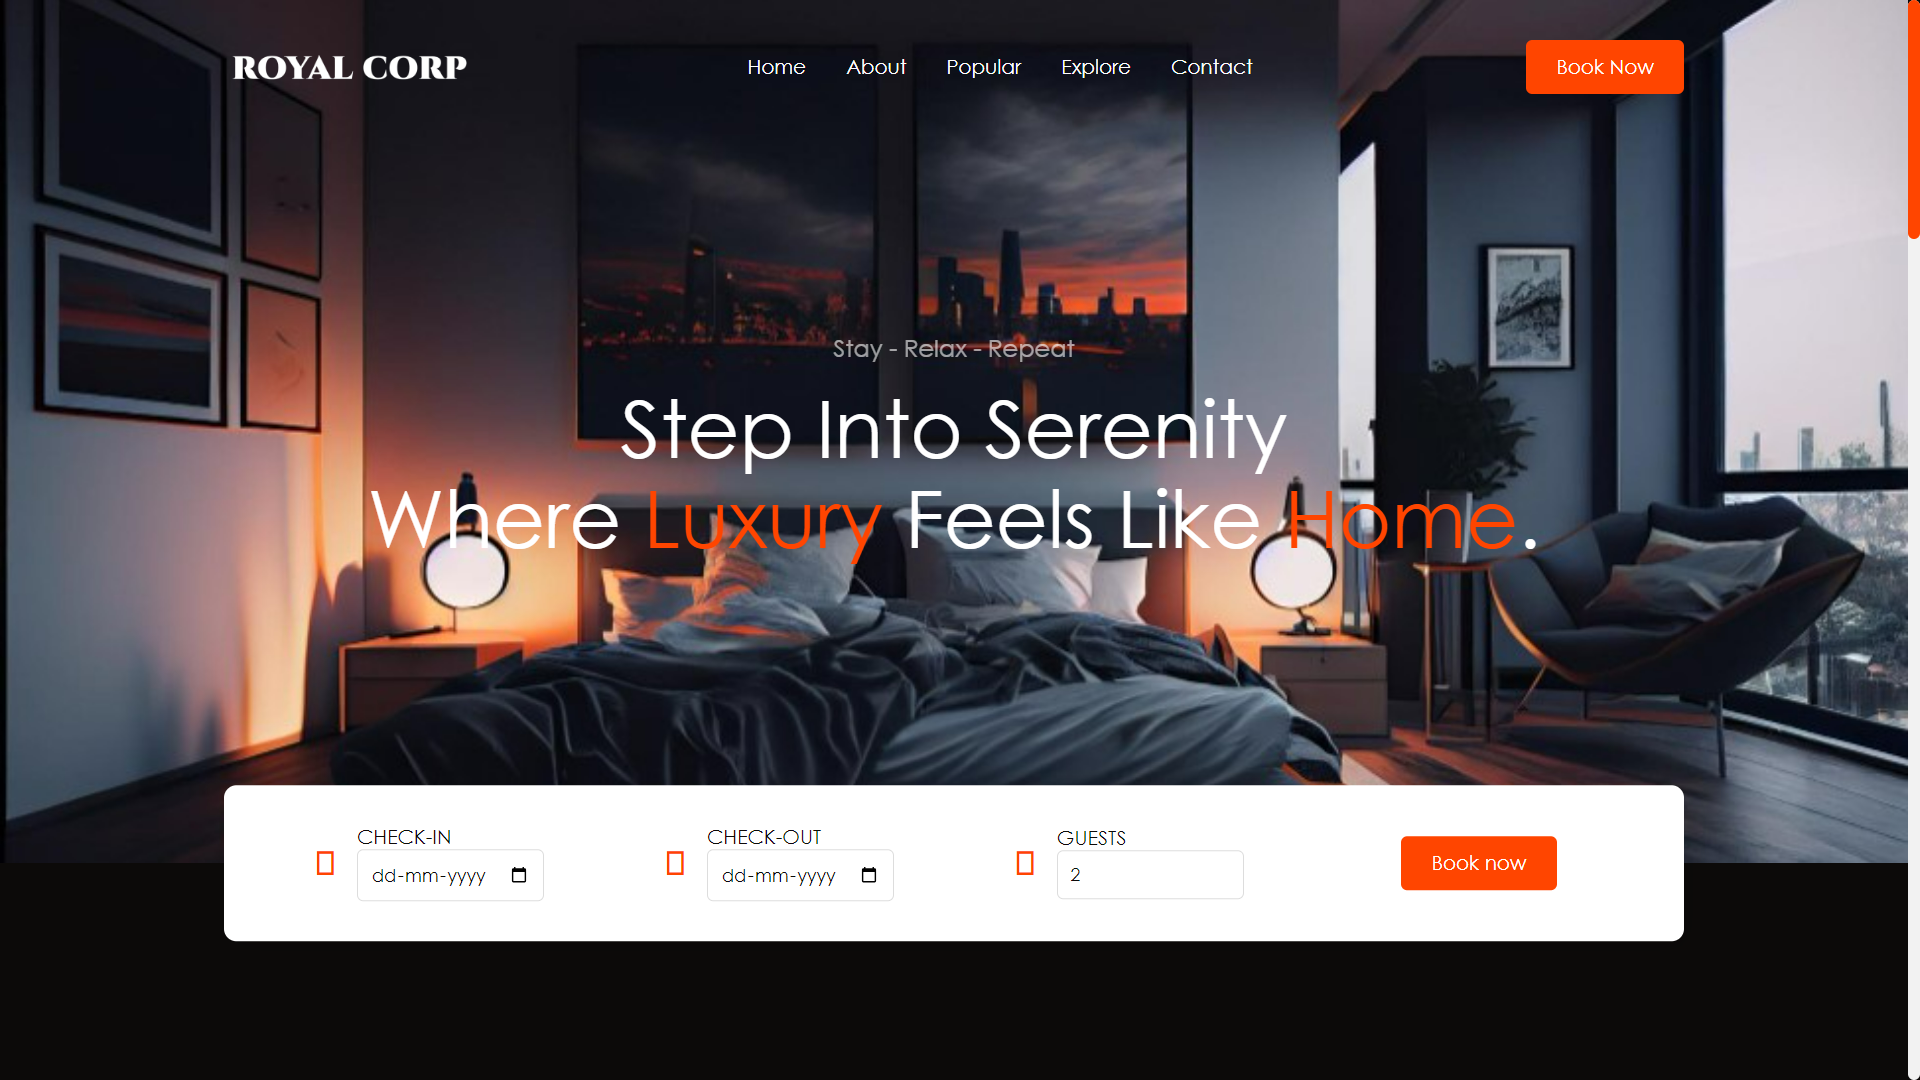 ROYAL CORP
Home About Popular Explore Contact
Book Now
Stay - Relax - Repeat
Step Into Serenity
Where Luxury Feels Like Home.
CHECK-IN
dd-mm-yyyy
CHECK-OUT
dd-mm-yyyy
GUESTS
2
Book now